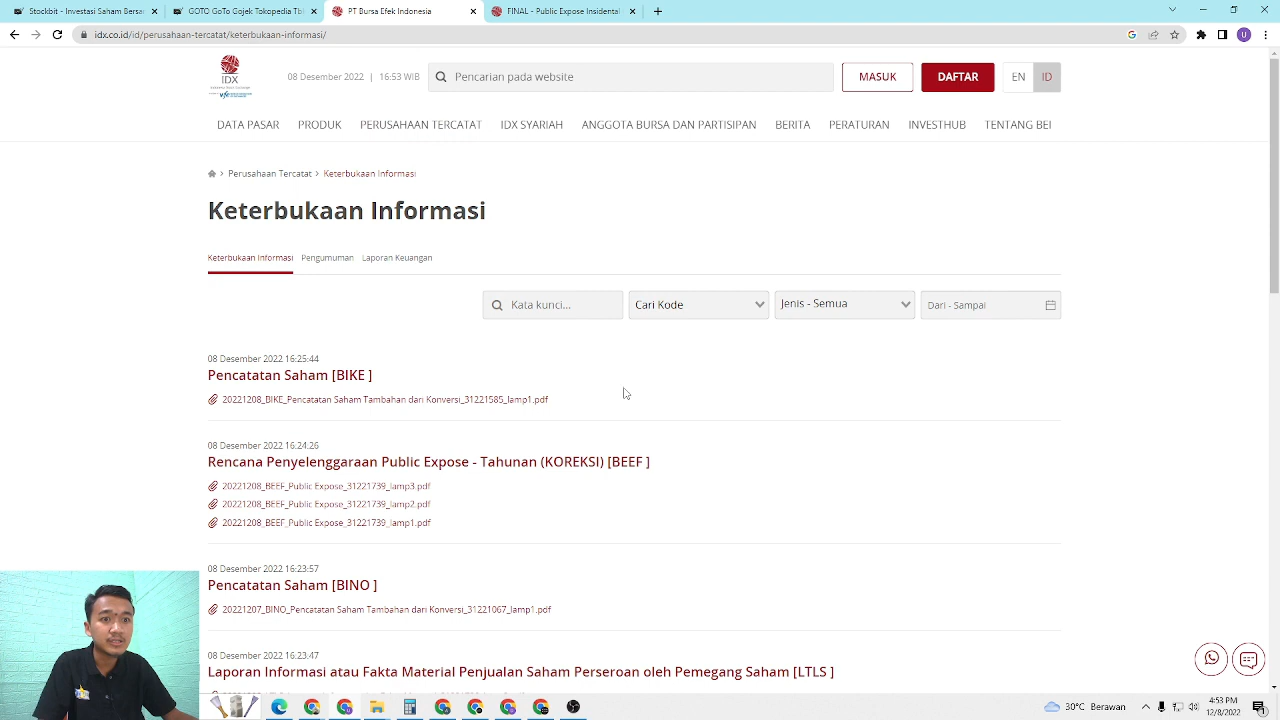 Stockbit - Investasi Saham Bersar
GOTO GoTo Gojek Tokopedia Tbl
PT Bursa Efek Indonesia
FINAL - Public Expose Insidental
idx.co.id/id/perusahaan-tercatat/keterbukaan-informasi/
U
IDX
08 Desember 2022 | 16:53 WIB
Pencarian pada website
MASUK
DAFTAR
EN
ID
DATA PASAR
PRODUK
PERUSAHAAN TERCATAT
IDX SYARIAH
ANGGOTA BURSA DAN PARTISIPAN
BERITA
PERATURAN
INVESTHUB
TENTANG BEI
Perusahaan Tercatat > Keterbukaan Informasi
Keterbukaan Informasi
Keterbukaan Informasi
Pengumuman
Laporan Keuangan
Kata kunci...
Cari Kode
Jenis - Semua
Dari - Sampai
08 Desember 2022 16:25:44
Pencatatan Saham [BIKE ]
20221208_BIKE_Pencatatan Saham Tambahan dari Konversi_31221585_lamp1.pdf
08 Desember 2022 16:24:26
Rencana Penyelenggaraan Public Expose - Tahunan (KOREKSI) [BEEF ]
20221208_BEEF_Public Expose_31221739_lamp3.pdf
20221208_BEEF_Public Expose_31221739_lamp2.pdf
20221208_BEEF_Public Expose_31221739_lamp1.pdf
08 Desember 2022 16:23:57
Pencatatan Saham [BINO ]
20221207_BINO_Pencatatan Saham Tambahan dari Konversi_31221067_lamp1.pdf
08 Desember 2022 16:23:47
Laporan Informasi atau Fakta Material Penjualan Saham Perseroan oleh Pemegang Saham [LTLS ]
30°C Berawan
4:53 PM
12/8/2022